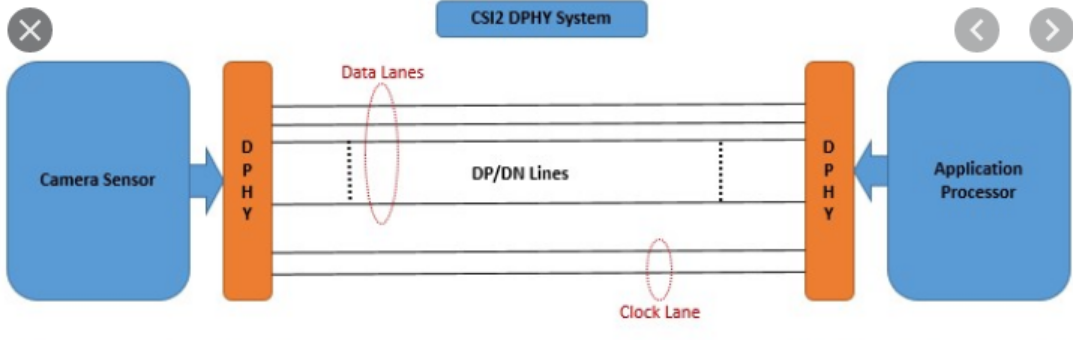 CSI2 DPHY System
Data Lanes
Camera Sensor
D
P
H
Y
DP/DN Lines
D
P
H
Y
Application
Processor
Clock Lane